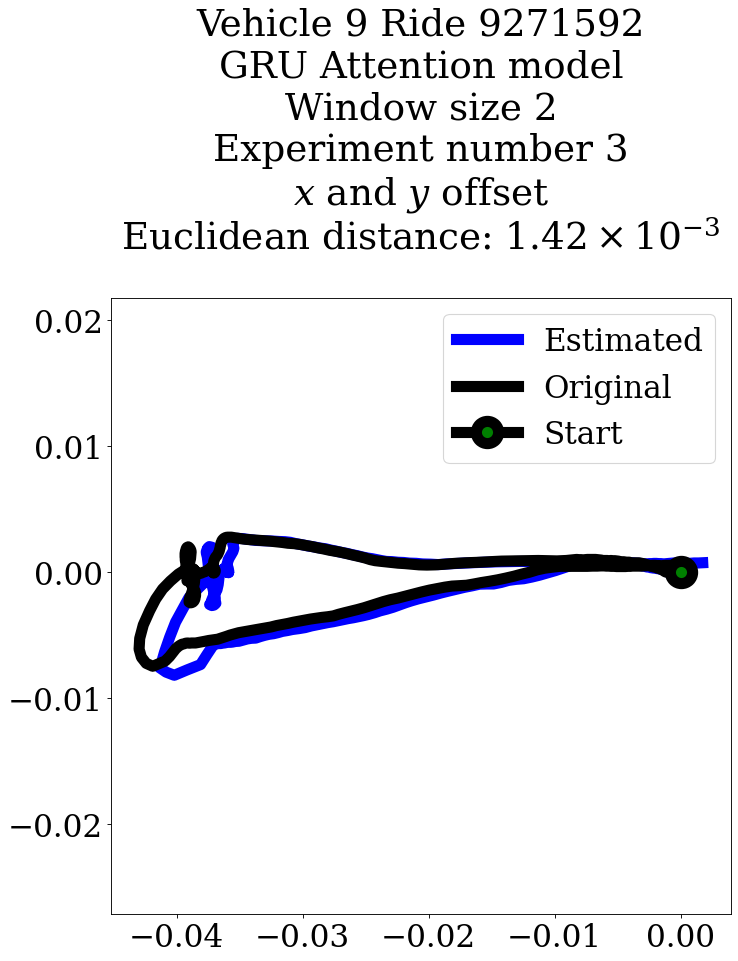 Vehicle 9 Ride 9271592
GRU Attention model
Window size 2
Experiment number 3
x and y offset
Euclidean distance: 1.42 × 10⁻³
Estimated
Original
Start
0.02
0.01
0.00
−0.01
−0.02
−0.04
−0.03
−0.02
−0.01
0.00